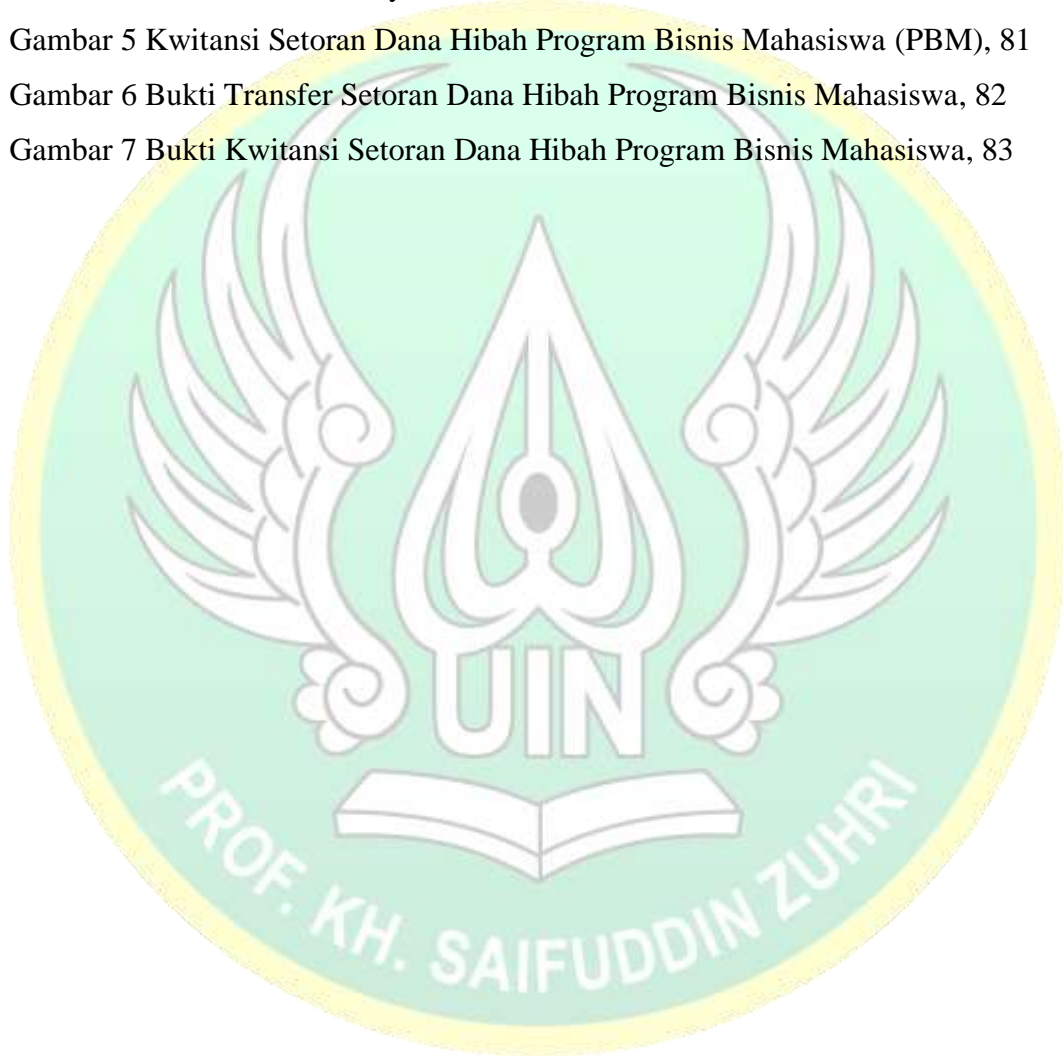 Gambar 5 Kwitansi Setoran Dana Hibah Program Bisnis Mahasiswa (PBM), 81
Gambar 6 Bukti Transfer Setoran Dana Hibah Program Bisnis Mahasiswa, 82
Gambar 7 Bukti Kwitansi Setoran Dana Hibah Program Bisnis Mahasiswa, 83
UIN
PROF. KH. SAIFUDDIN ZUHRI